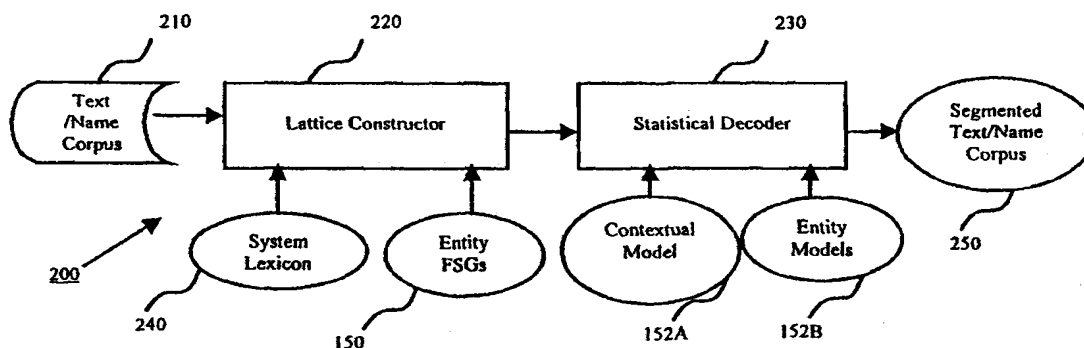 210
220
230
Text
/Name
Corpus
Lattice Constructor
Statistical Decoder
Segmented
Text/Name
Corpus
200
System
Lexicon
Entity
FSGs
Contextual
Model
Entity
Models
250
240
150
152A
152B